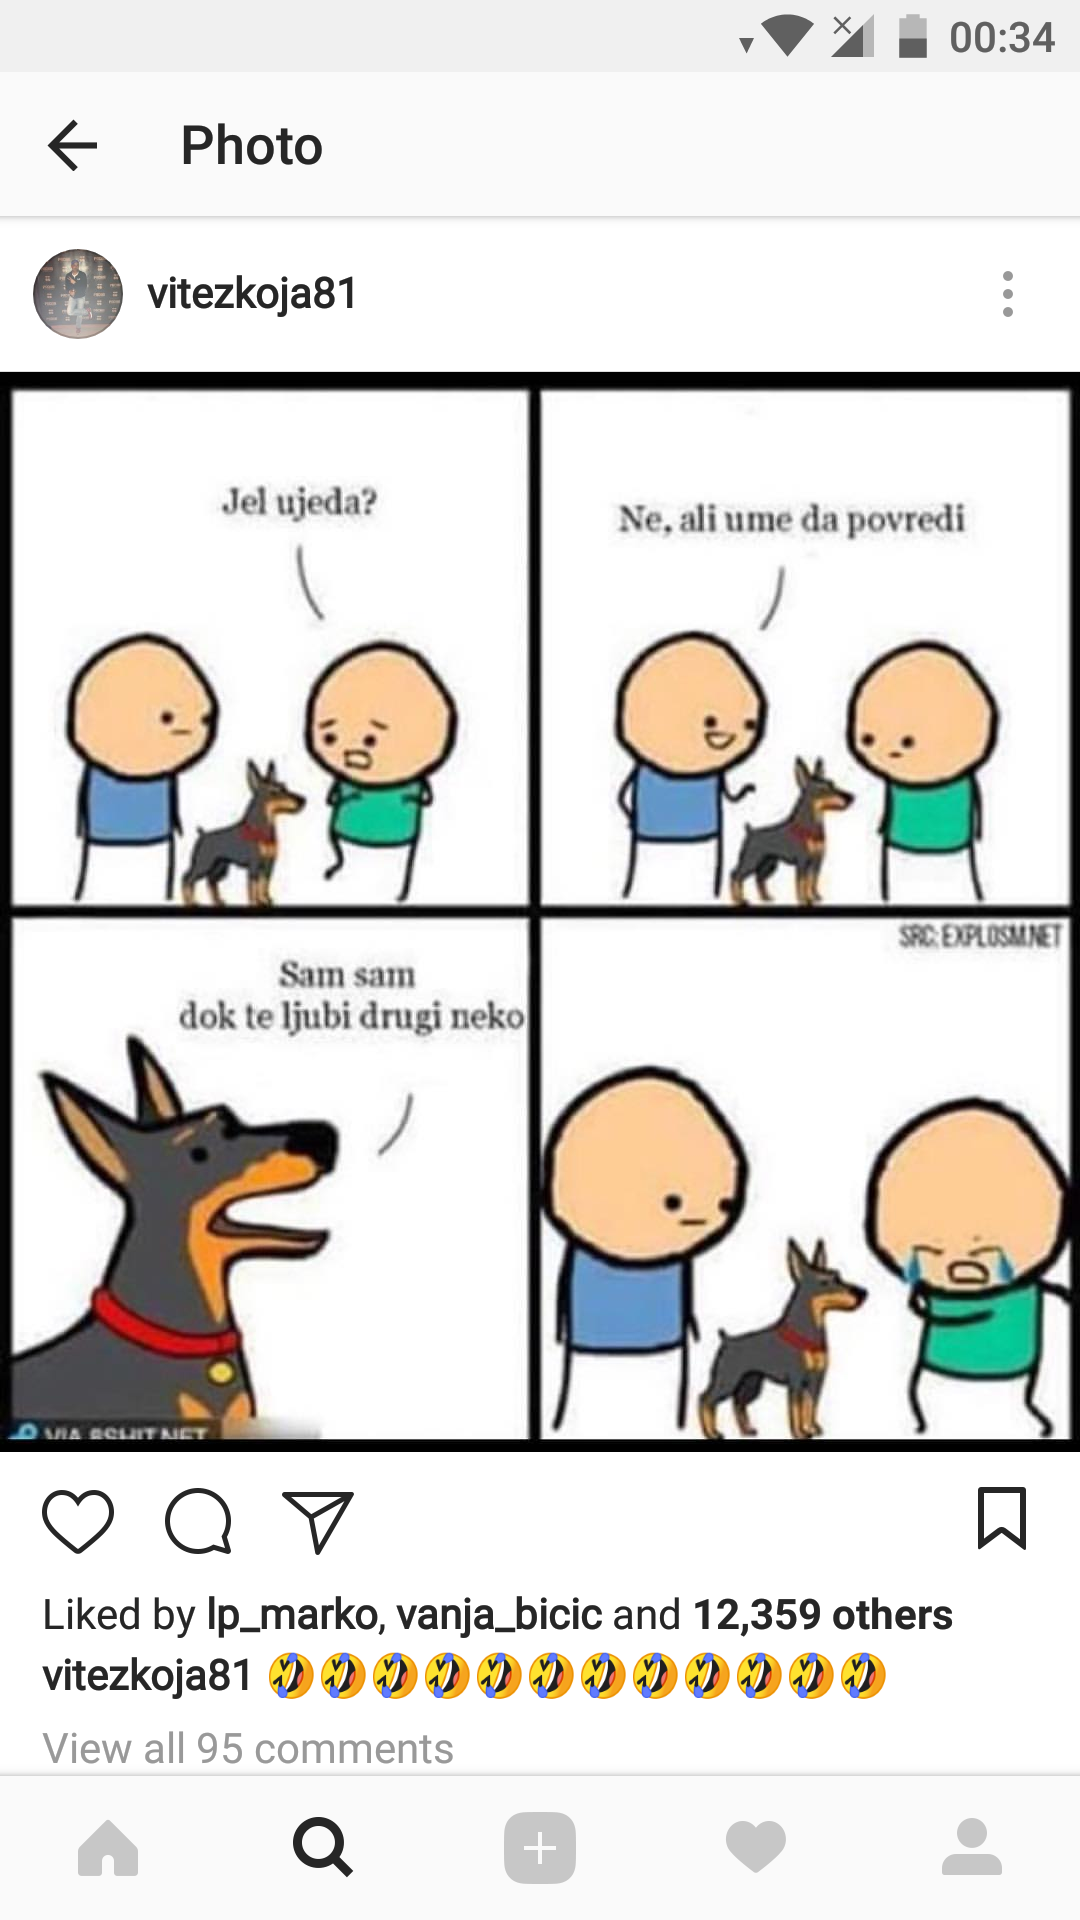 00:34
Photo
vitezkoja81
Jel ujeda?
Ne, ali ume da povredi
Sam sam
dok te ljubi drugi neko
SRC: EXPLOSM.NET
Liked by lp_marko, vanja_bicic and 12,359 others
vitezkoja81 🤣🤣🤣🤣🤣🤣🤣🤣🤣🤣🤣🤣
View all 95 comments